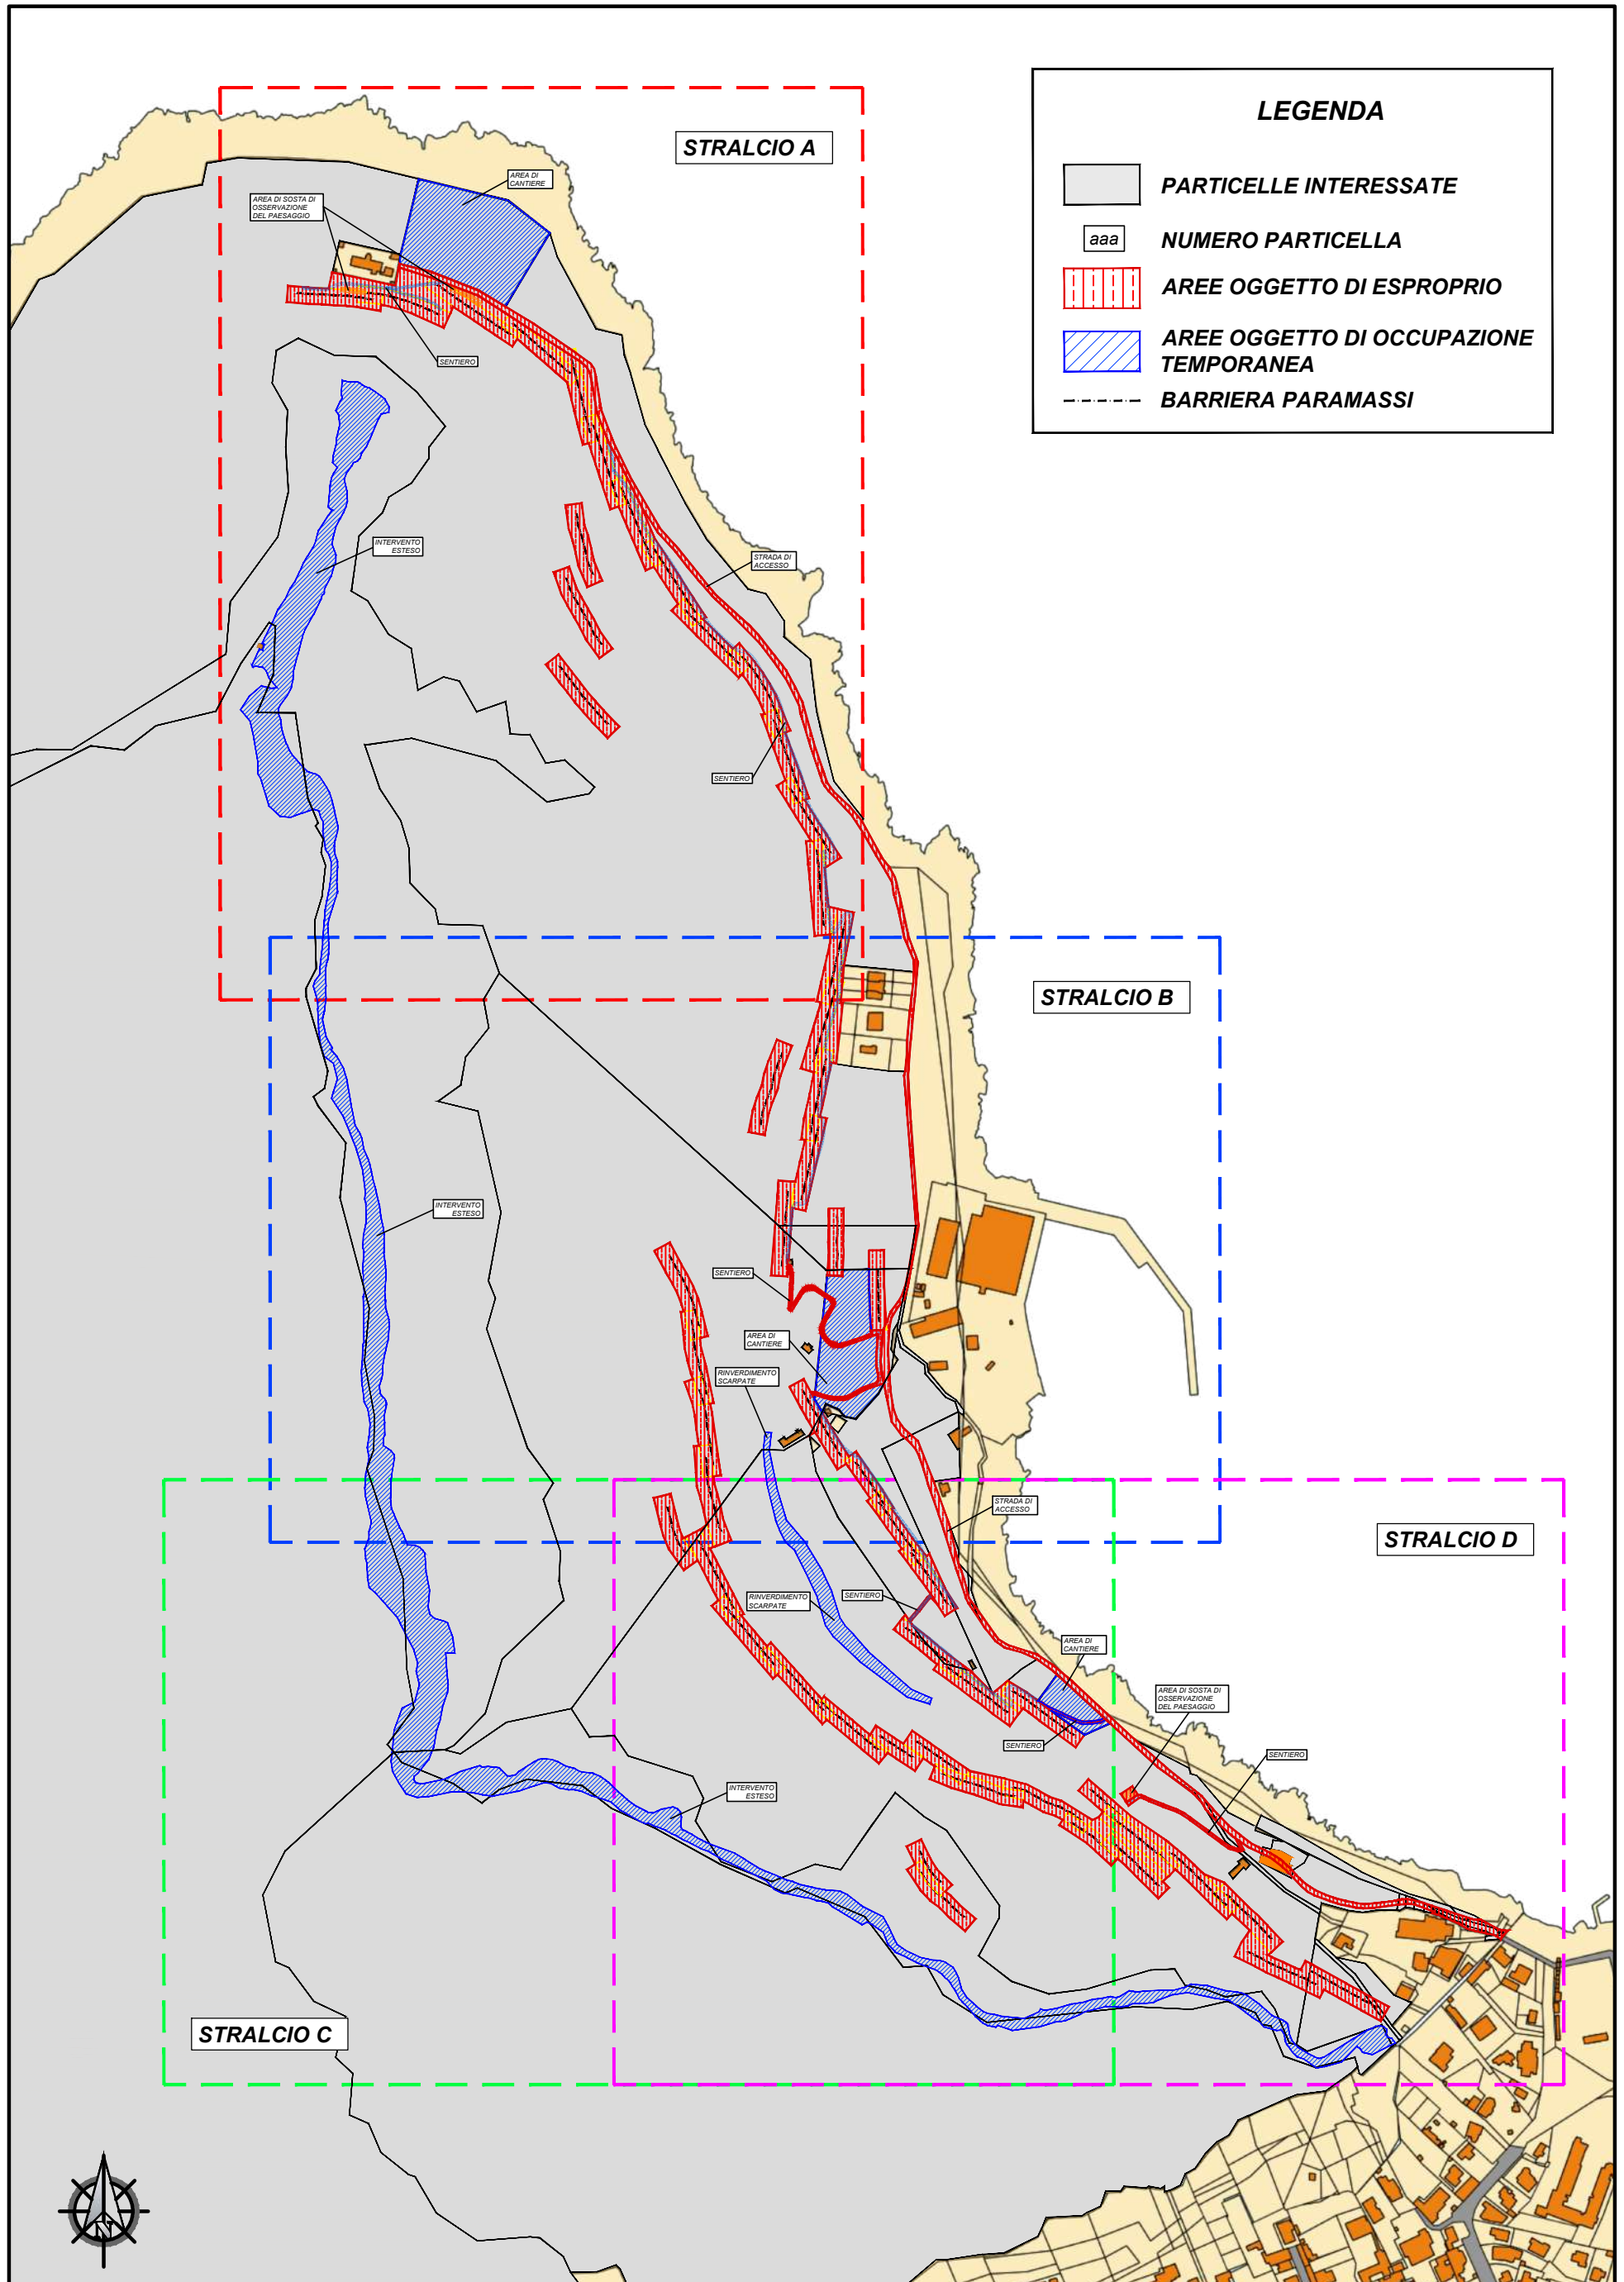 LEGENDA
PARTICELLE INTERESSATE
aaa
NUMERO PARTICELLA
AREE OGGETTO DI ESPROPRIO
AREE OGGETTO DI OCCUPAZIONE
TEMPORANEA
BARRIERA PARAMASSI
STRALCIO A
AREA DI
CANTIERE
AREA DI SOSTA DI
OSSERVAZIONE
DEL PAESAGGIO
SENTIERO
INTERVENTO
ESTESO
STRADA DI
ACCESSO
SENTIERO
STRALCIO B
INTERVENTO
ESTESO
SENTIERO
AREA DI
CANTIERE
RINVERDIMENTO
SCARPATE
STRADA DI
ACCESSO
STRALCIO D
RINVERDIMENTO
SCARPATE
SENTIERO
AREA DI
CANTIERE
AREA DI SOSTA DI
OSSERVAZIONE
DEL PAESAGGIO
SENTIERO
SENTIERO
INTERVENTO
ESTESO
STRALCIO C
N